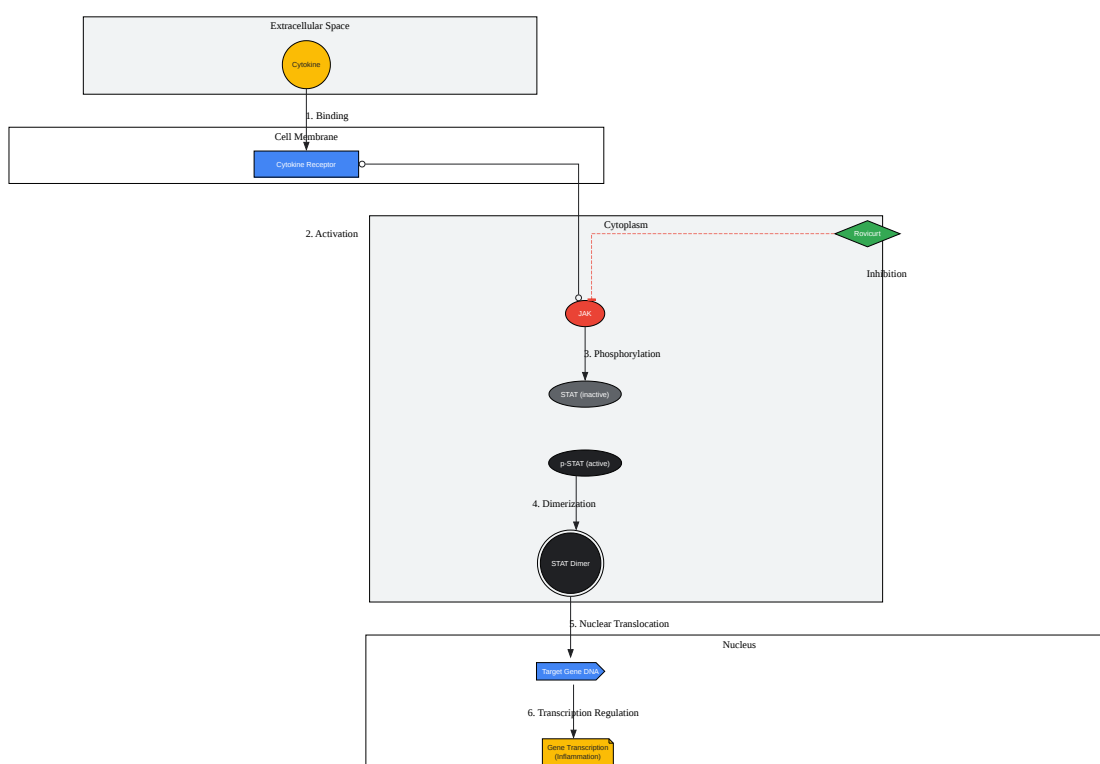 Extracellular Space
Cytokine
1. Binding
Cell Membrane
Cytokine Receptor
Cytoplasm
2. Activation
Rovicurt
Inhibition
JAK
3. Phosphorylation
STAT (inactive)
p-STAT (active)
4. Dimerization
STAT Dimer
5. Nuclear Translocation
Nucleus
Target Gene DNA
6. Transcription Regulation
Gene Transcription
(Inflammation)